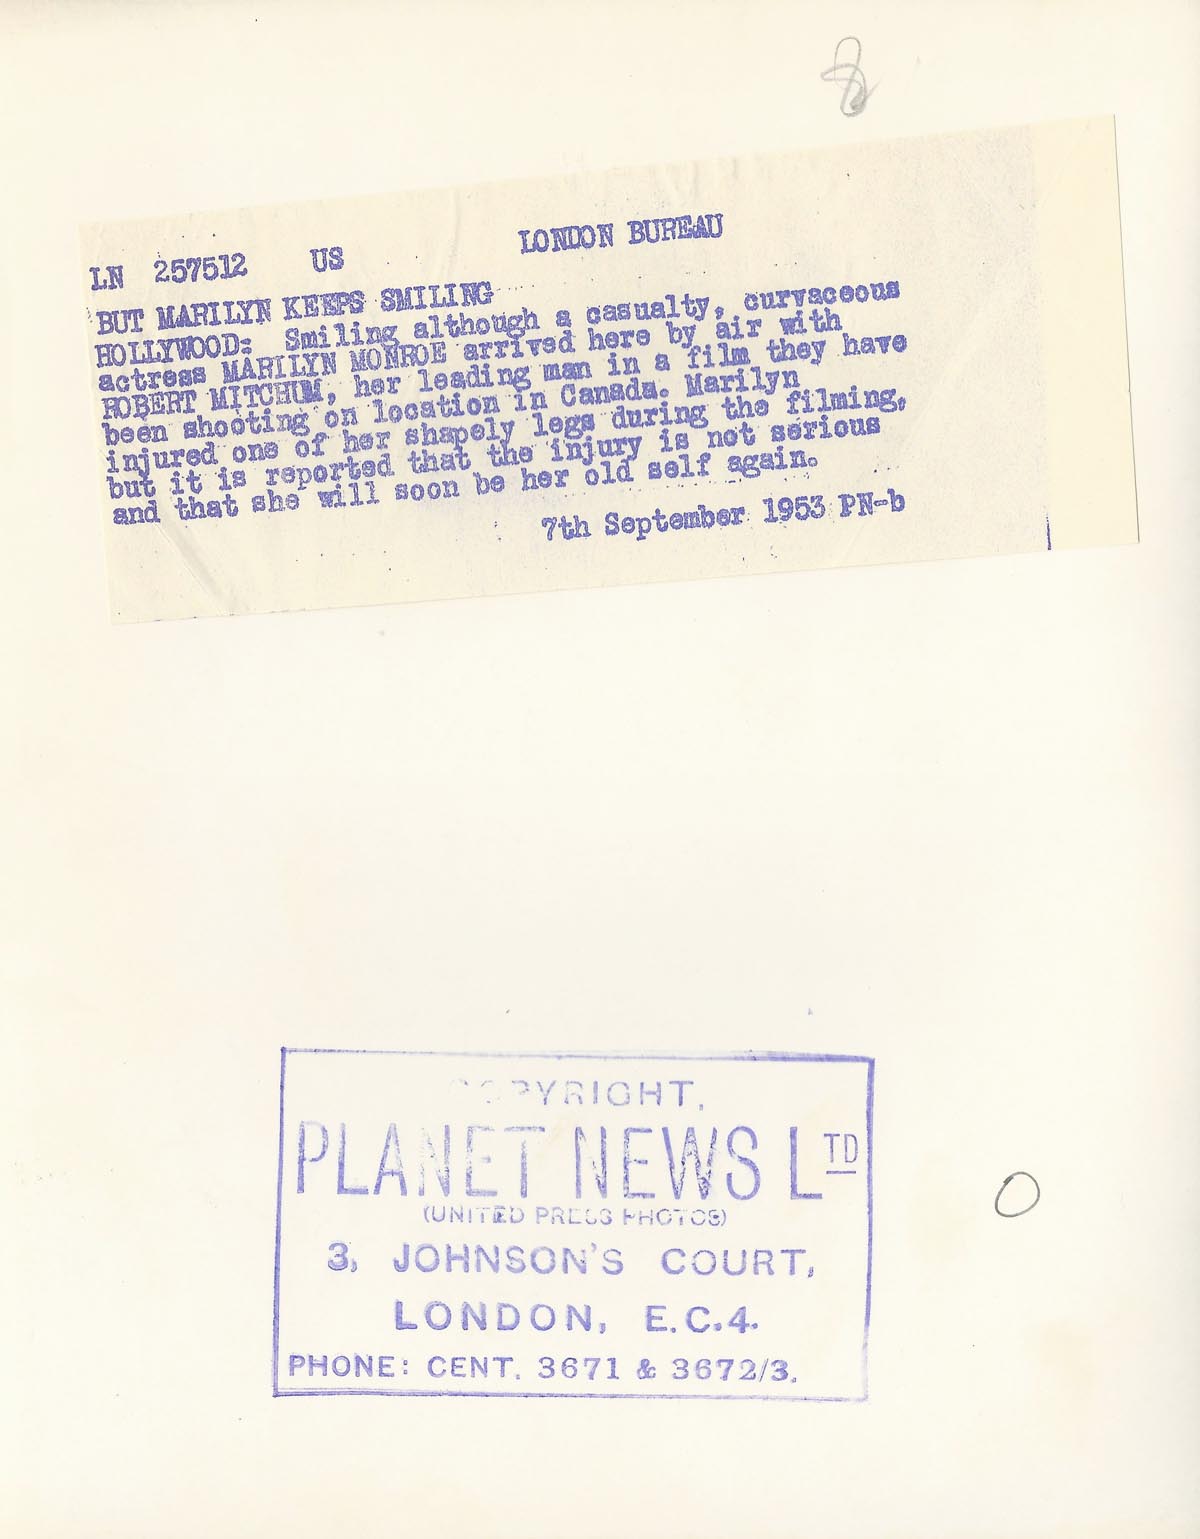 8
LN 257512 US LONDON BUREAU
BUT MARILYN KEEPS SMILING
HOLLYWOOD: Smiling although a casualty, curvaceous
actress MARILYN MONROE arrived here by air with
ROBERT MITCHUM, her leading man in a film they have
been shooting on location in Canada. Marilyn
injured one of her shapely legs during the filming,
but it is reported that the injury is not serious
and that she will soon be her old self again.
7th September 1953 PN-b
COPYRIGHT.
PLANET NEWS LTD
(UNITED PRESS PHOTOS)
3, JOHNSON'S COURT,
LONDON, E.C.4.
PHONE: CENT. 3671 & 3672/3.